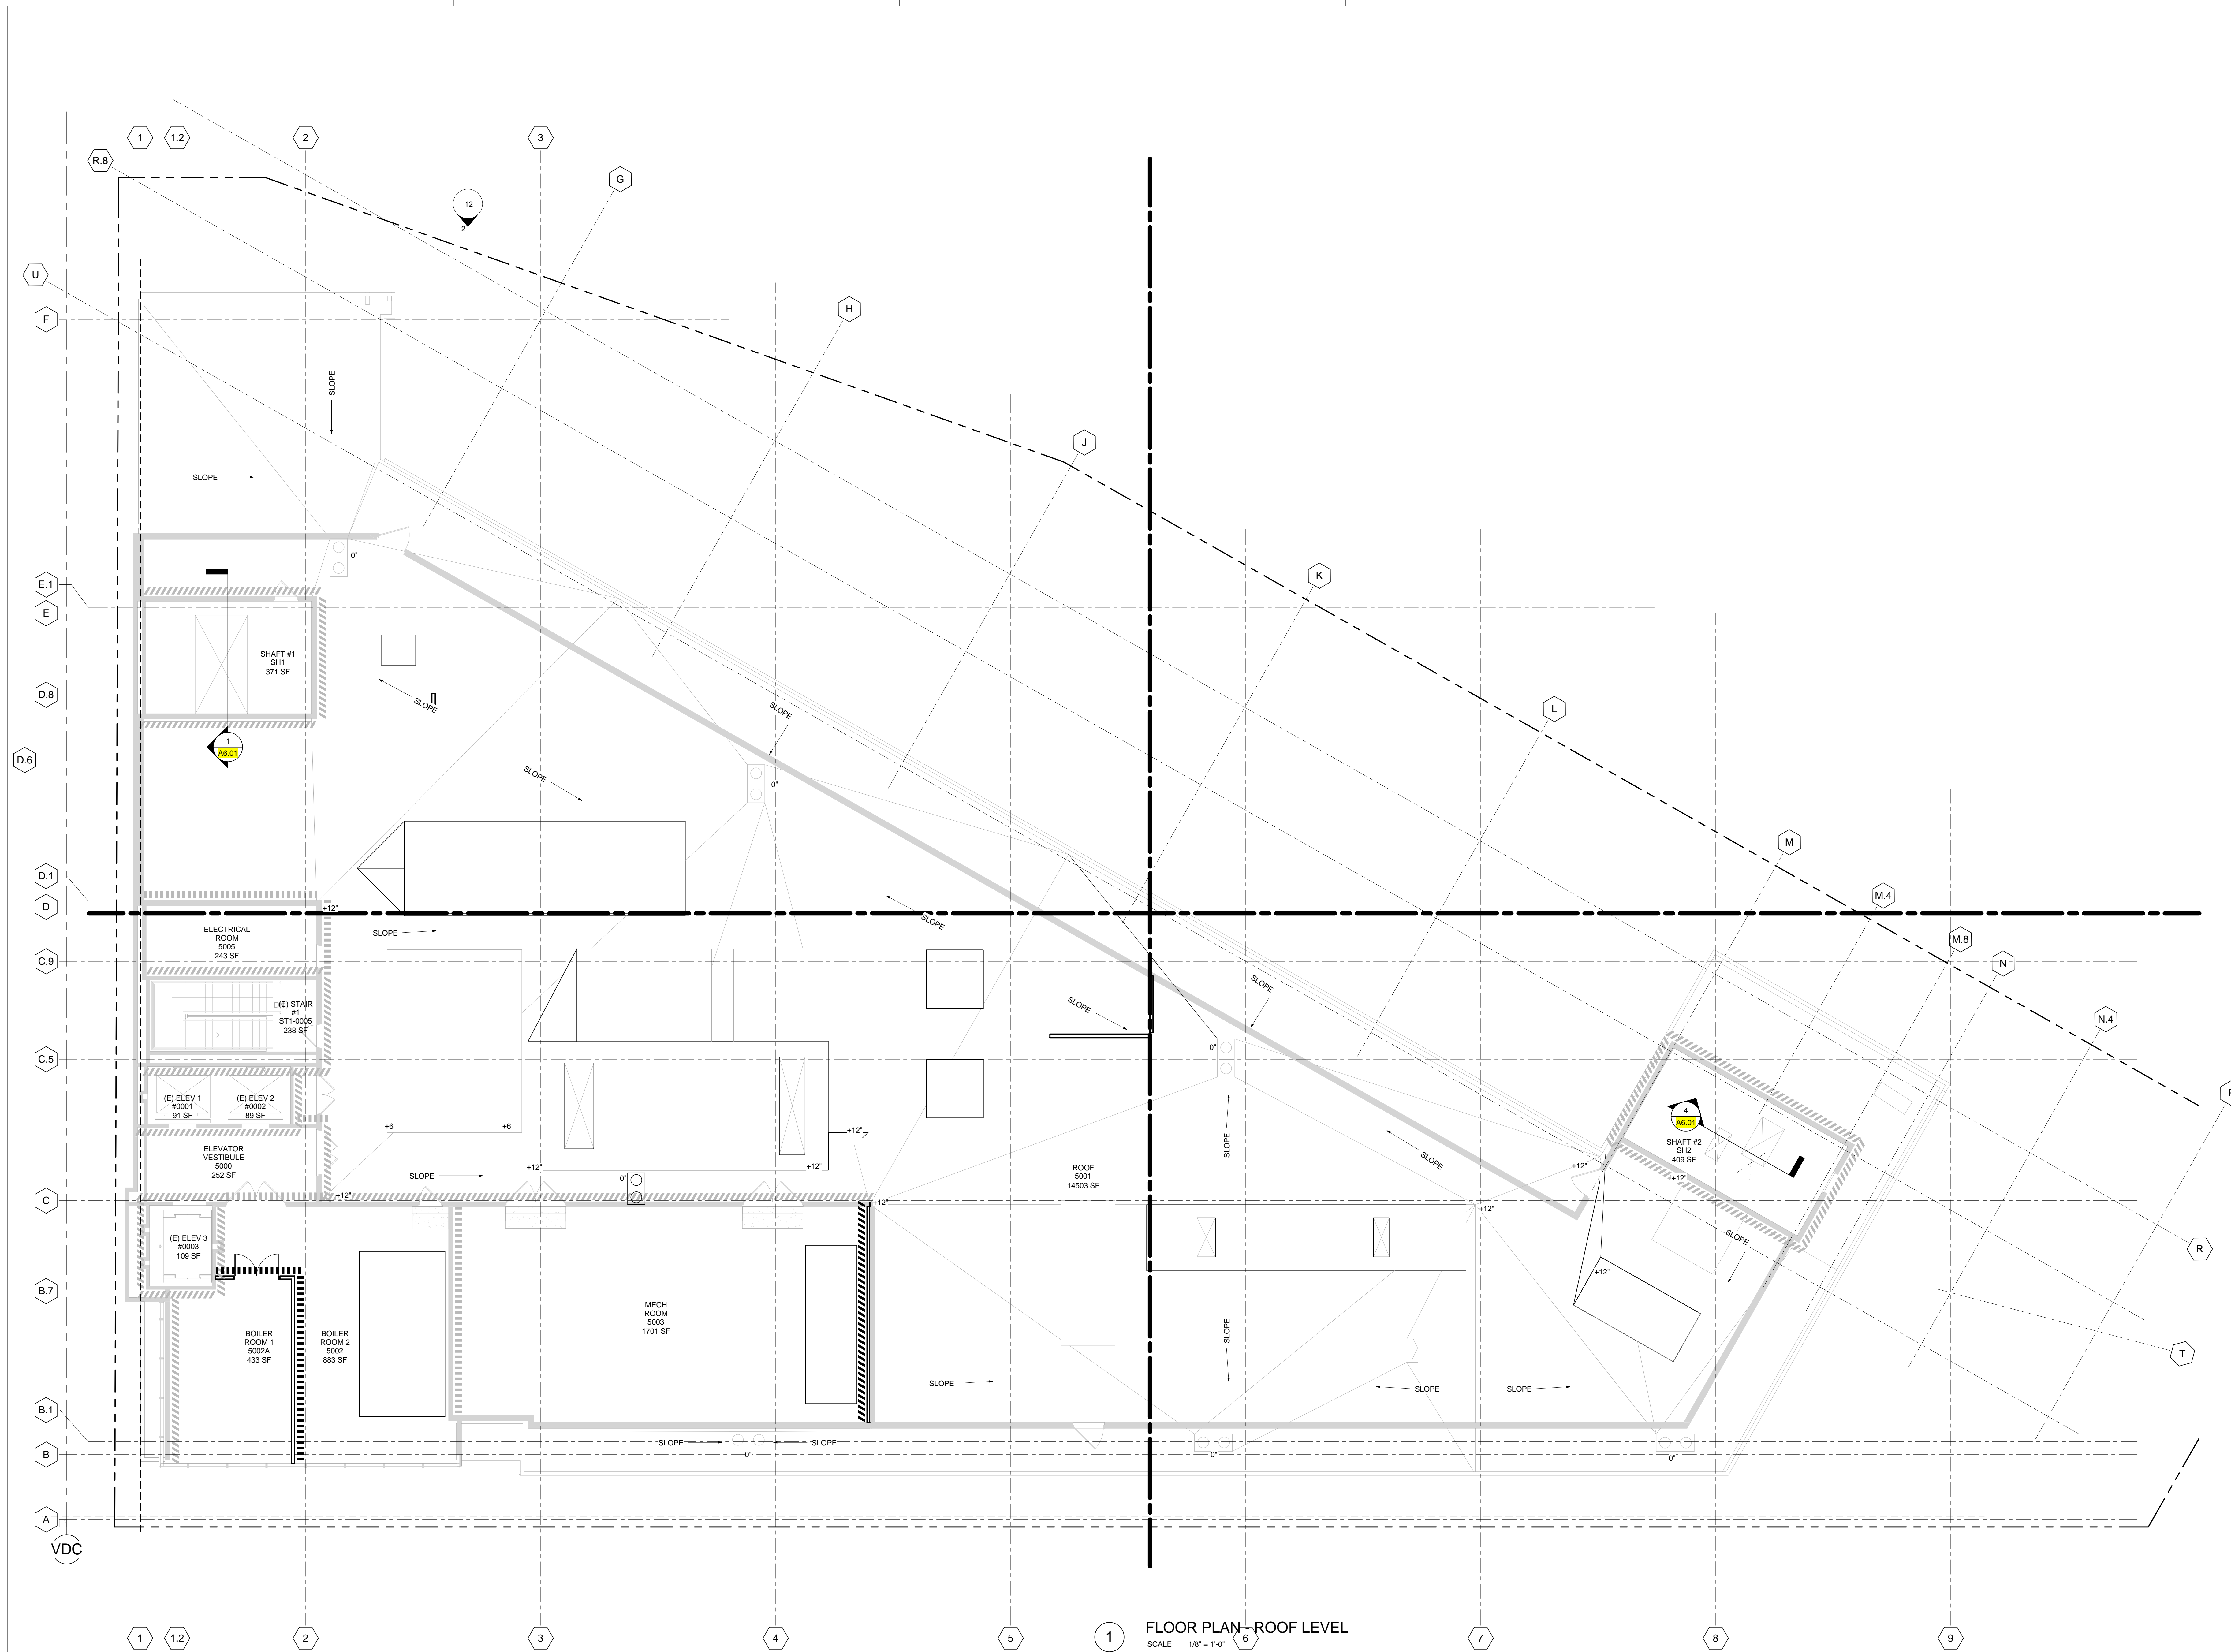 1
1.2
2
3
R.8
G
12
2
U
F
H
SLOPE
J
SLOPE
0"
K
E.1
E
SHAFT #1
SH1
371 SF
D.8
SLOPE
SLOPE
L
1
A6.01
D.6
SLOPE
0"
M
D.1
D
+12"
M.4
SLOPE
ELECTRICAL
ROOM
5005
243 SF
SLOPE
M.8
C.9
N
SLOPE
SLOPE
(E) STAIR
#1
ST1-0005
238 SF
N.4
C.5
0"
(E) ELEV 1
#0001
91 SF
(E) ELEV 2
#0002
89 SF
4
A6.01
+6
+6
+12"
SLOPE
SLOPE
SHAFT #2
SH2
409 SF
ELEVATOR
VESTIBULE
5000
252 SF
SLOPE
+12"
+12"
0"
ROOF
5001
14503 SF
+12"
+12"
C
+12"
+12"
+12"
(E) ELEV 3
#0003
109 SF
SLOPE
R
+12"
B.7
MECH
ROOM
5003
1701 SF
BOILER
ROOM 1
5002A
433 SF
BOILER
ROOM 2
5002
883 SF
SLOPE
T
SLOPE
SLOPE
SLOPE
B.1
SLOPE
SLOPE
B
0"
0"
0"
A
VDC
1
FLOOR PLAN - ROOF LEVEL
SCALE 1/8" = 1'-0"
1
1.2
2
3
4
5
6
7
8
9